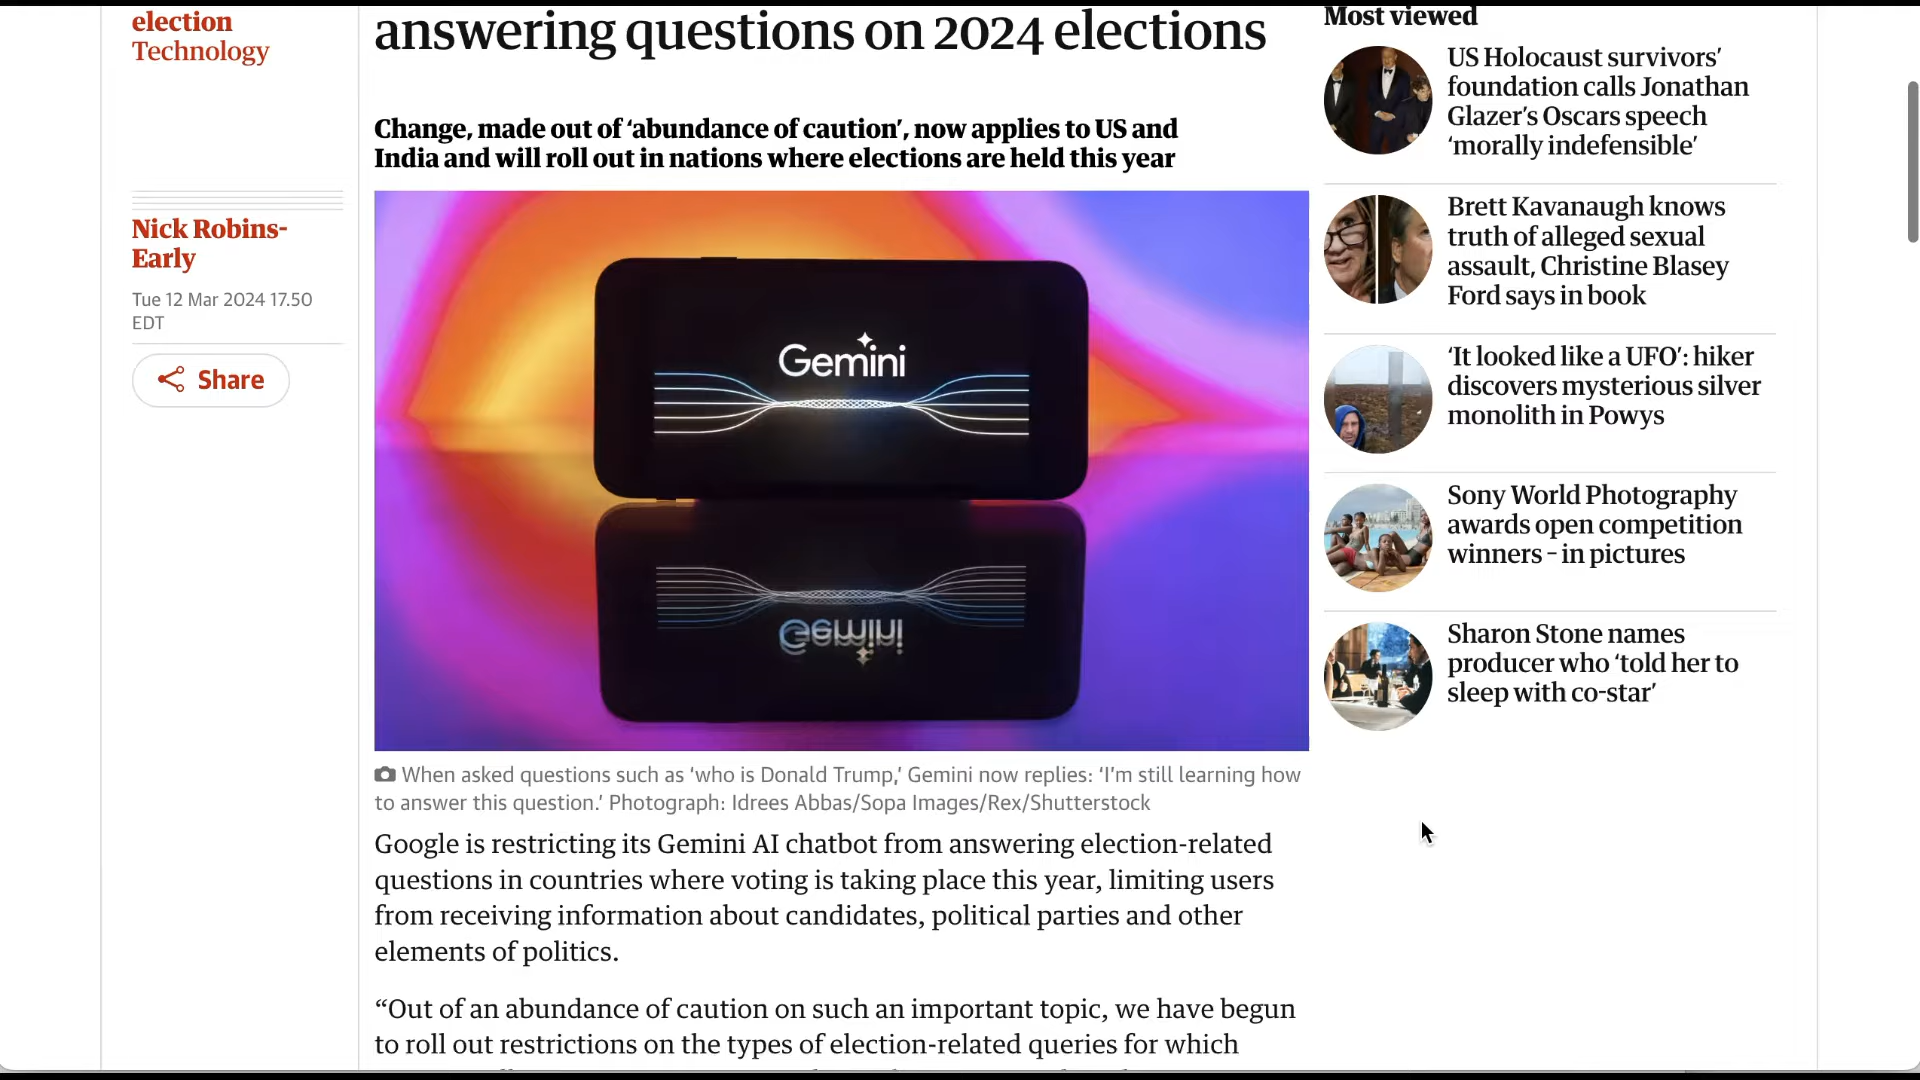 election
Technology
answering questions on 2024 elections
Change, made out of ‘abundance of caution’, now applies to US and
India and will roll out in nations where elections are held this year
Nick Robins-
Early
Tue 12 Mar 2024 17.50
EDT
Share
Gemini
Gemini
When asked questions such as ‘who is Donald Trump,’ Gemini now replies: ‘I’m still learning how
to answer this question.’ Photograph: Idrees Abbas/Sopa Images/Rex/Shutterstock
Google is restricting its Gemini AI chatbot from answering election-related
questions in countries where voting is taking place this year, limiting users
from receiving information about candidates, political parties and other
elements of politics.
“Out of an abundance of caution on such an important topic, we have begun
to roll out restrictions on the types of election-related queries for which
Most viewed
US Holocaust survivors’
foundation calls Jonathan
Glazer’s Oscars speech
‘morally indefensible’
Brett Kavanaugh knows
truth of alleged sexual
assault, Christine Blasey
Ford says in book
‘It looked like a UFO’: hiker
discovers mysterious silver
monolith in Powys
Sony World Photography
awards open competition
winners – in pictures
Sharon Stone names
producer who ‘told her to
sleep with co-star’